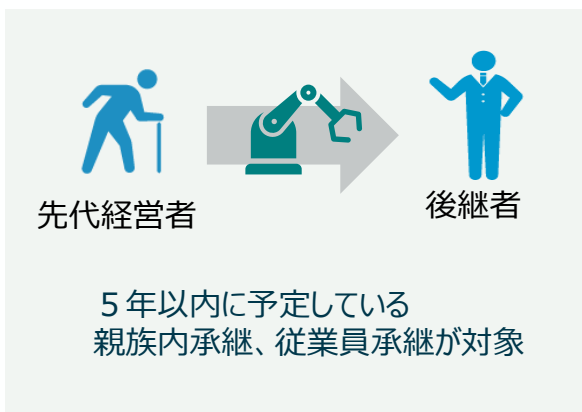 先代経営者
後継者
５年以内に予定している
親族内承継、従業員承継が対象